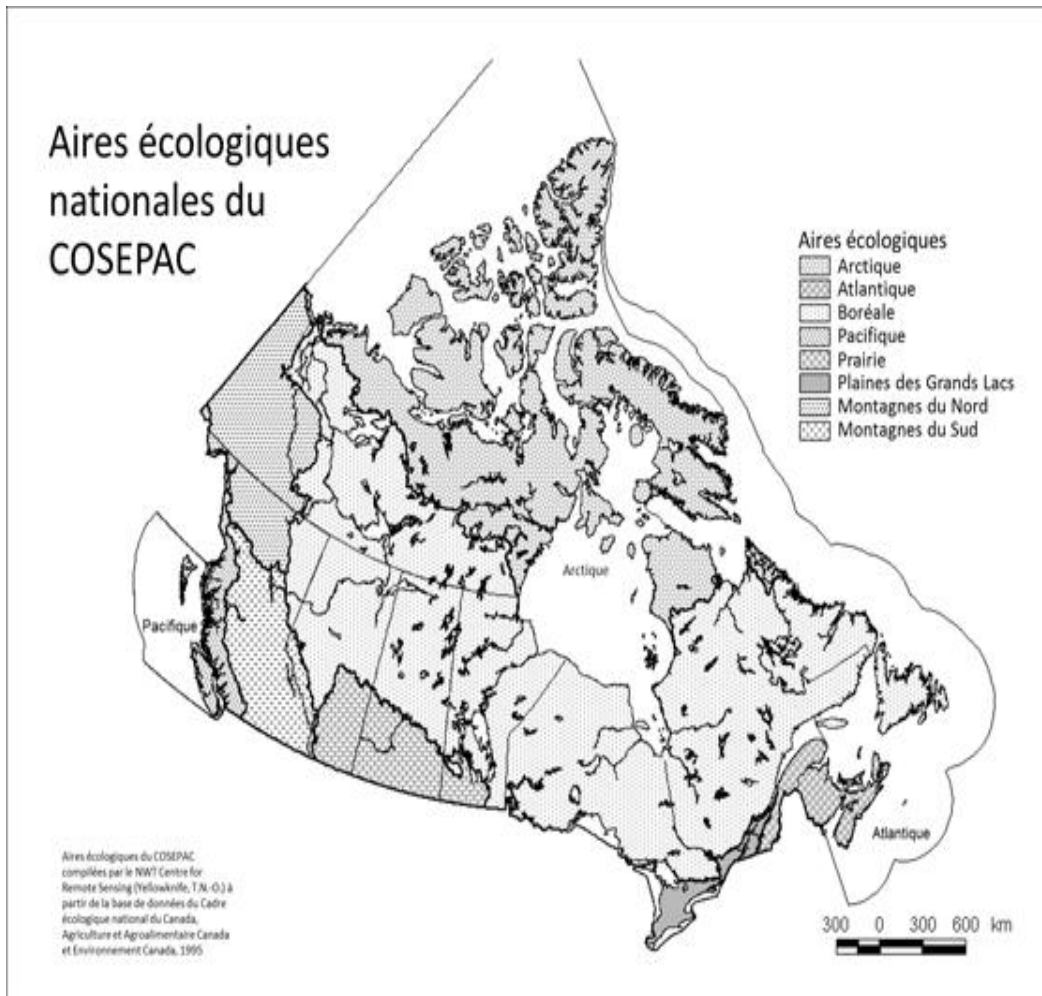 Aires écologiques
nationales du
COSEPAC
Aires écologiques
Arctique
Atlantique
Boréale
Pacifique
Prairie
Plaines des Grands Lacs
Montagnes du Nord
Montagnes du Sud
Arctique
Pacifique
Atlantique
Aires écologiques du COSEPAC
compilées par le NWT Centre for
Remote Sensing (Yellowknife, T.N.-O.) à
partir de la base de données du Cadre
écologique national du Canada,
Agriculture et Agroalimentaire Canada
et Environnement Canada, 1995
300 0 300 600 km